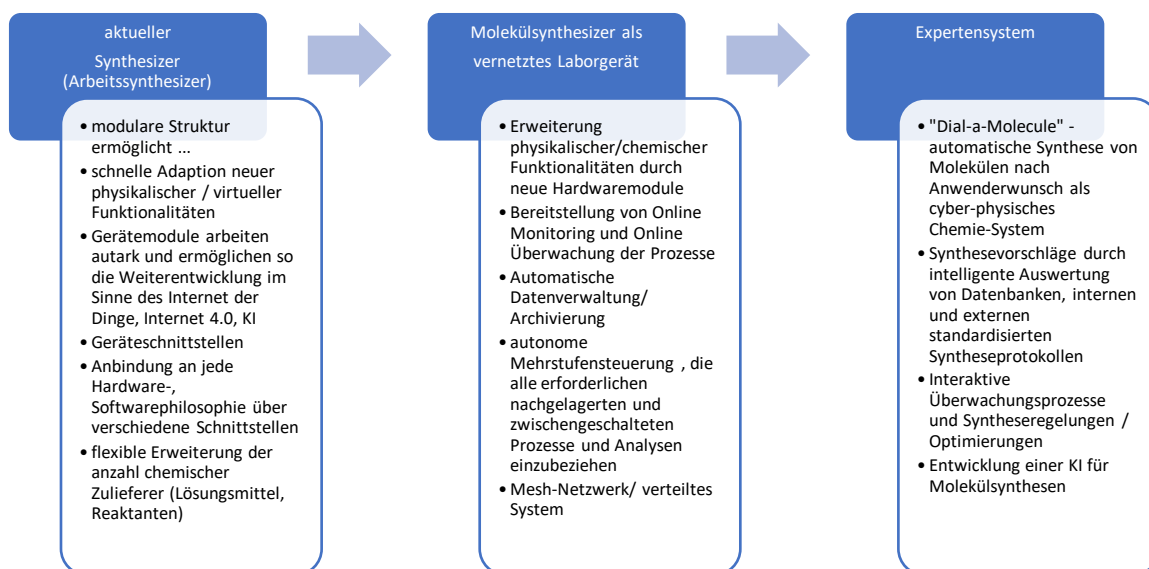 aktueller
Synthesizer
(Arbeitssynthesizer)
• modulare Struktur
ermöglicht ...
• schnelle Adaption neuer
physikalischer / virtueller
Funktionalitäten
• Gerätemodule arbeiten
autark und ermöglichen so
die Weiterentwicklung im
Sinne des Internet der
Dinge, Internet 4.0, KI
• Geräteschnittstellen
• Anbindung an jede
Hardware-,
Softwarephilosophie über
verschiedene Schnittstellen
• flexible Erweiterung der
anzahl chemischer
Zulieferer (Lösungsmittel,
Reaktanten)
Molekülsynthesizer als
vernetztes Laborgerät
• Erweiterung
physikalischer/chemischer
Funktionalitäten durch
neue Hardwaremodule
• Bereitstellung von Online
Monitoring und Online
Überwachung der Prozesse
• Automatische
Datenverwaltung/
Archivierung
• autonome
Mehrstufensteuerung , die
alle erforderlichen
nachgelagerten und
zwischengeschalteten
Prozesse und Analysen
einzubeziehen
• Mesh-Netzwerk/ verteiltes
System
Expertensystem
• "Dial-a-Molecule" -
automatische Synthese von
Molekülen nach
Anwenderwunsch als
cyber-physisches
Chemie-System
• Synthesevorschläge durch
intelligente Auswertung
von Datenbanken, internen
und externen
standardisierten
Syntheseprotokollen
• Interaktive
Überwachungsprozesse
und Syntheseregelungen /
Optimierungen
• Entwicklung einer KI für
Molekülsynthesen